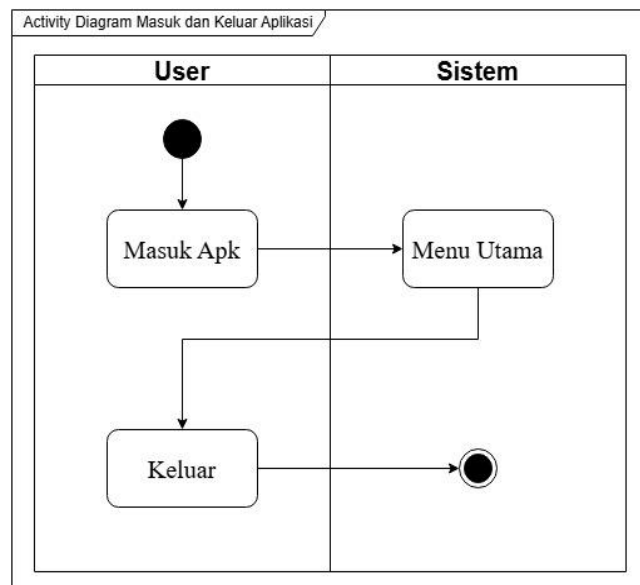 Activity Diagram Masuk dan Keluar Aplikasi
User
Sistem
Masuk Apk
Menu Utama
Keluar